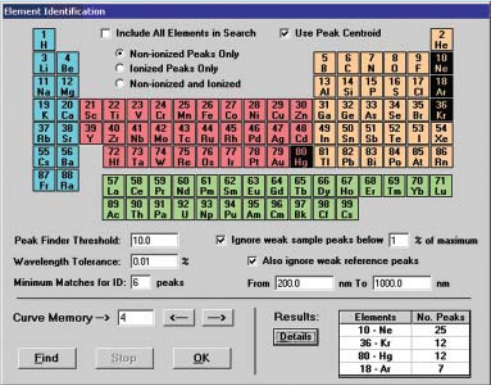 Element Identification
Include All Elements in Search
Use Peak Centroid
Non-ionized Peaks Only
Ionized Peaks Only
Non-ionized and Ionized
1 2
H He
3 4 5 6 7 8 9 10
Li Be B C N O F Ne
11 12 13 14 15 16 17 18
Na Mg Al Si P S Cl Ar
19 20 21 22 23 24 25 26 27 28 29 30 31 32 33 34 35 36
K Ca Sc Ti V Cr Mn Fe Co Ni Cu Zn Ga Ge As Se Br Kr
37 38 39 40 41 42 43 44 45 46 47 48 49 50 51 52 53 54
Rb Sr Y Zr Nb Mo Tc Ru Rh Pd Ag Cd In Sn Sb Te I Xe
55 56 72 73 74 75 76 77 78 79 80 81 82 83 84 85 86
Cs Ba Hf Ta W Re Os Ir Pt Au Hg Tl Pb Bi Po At Rn
87 88
Fr Ra
57 58 59 60 61 62 63 64 65 66 67 68 69 70 71
La Ce Pr Nd Pm Sm Eu Gd Tb Dy Ho Er Tm Yb Lu
89 90 91 92 93 94 95 96 97 98 99
Ac Th Pa U Np Pu Am Cm Bk Cf Es
Peak Finder Threshold: 10.0
Ignore weak sample peaks below 1 % of maximum
Wavelength Tolerance: 0.01 %
Also ignore weak reference peaks
Minimum Matches for ID: 6 peaks
From 200.0 nm To 1000.0 nm
Curve Memory --> 4 <-- -->
Find Stop OK
Results:
Details
Elements No. Peaks
10 - Ne 25
36 - Kr 12
80 - Hg 12
18 - Ar 7